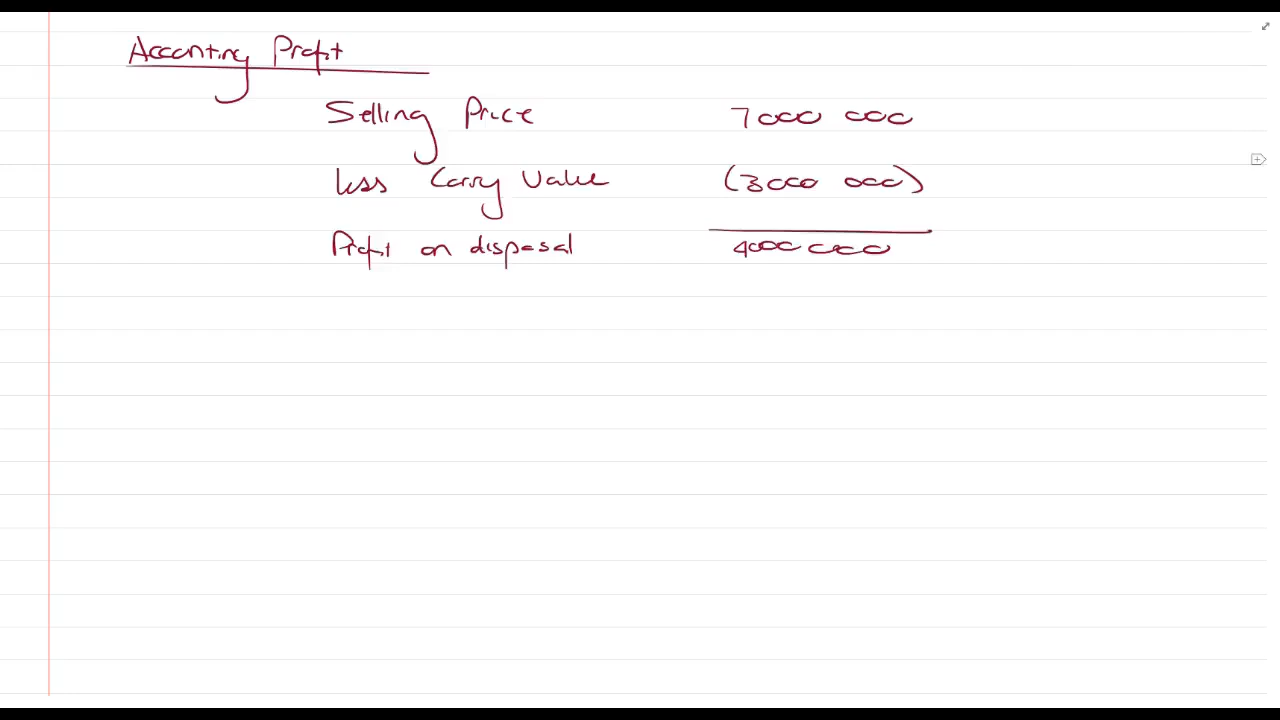 Accounting Profit
Selling Price 7000 000
less Carry Value (3000 000)
Profit on disposal 4000 000